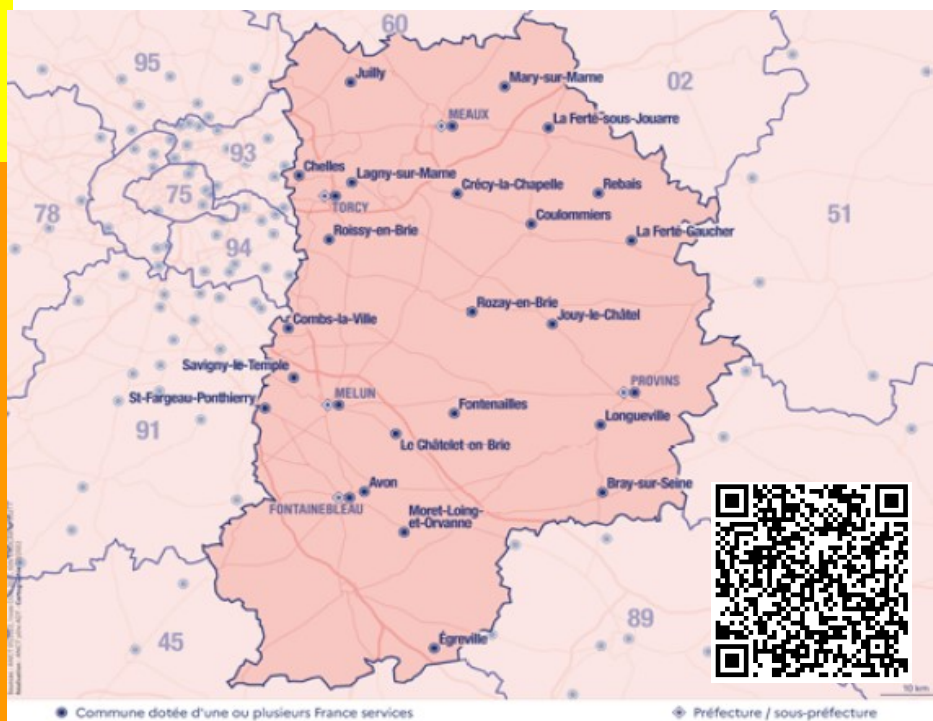 60
95
Juilly
Mary-sur-Marne
02
MEAUX
La Ferté-sous-Jouarre
93
Chelles
Lagny-sur-Marne
Crécy-la-Chapelle
Rebais
75
TORCY
78
51
Coulommiers
Roissy-en-Brie
La Ferté-Gaucher
94
Rozay-en-Brie
Jouy-le-Châtel
Combs-la-Ville
Savigny-le-Temple
PROVINS
St-Fargeau-Ponthierry
MELUN
Fontenailles
91
Longueville
Le Châtelet-en-Brie
Avon
Bray-sur-Seine
FONTAINEBLEAU
Moret-Loing-
et-Orvanne
89
45
Égreville
10 km
Commune dotée d'une ou plusieurs France services
Préfecture / sous-préfecture